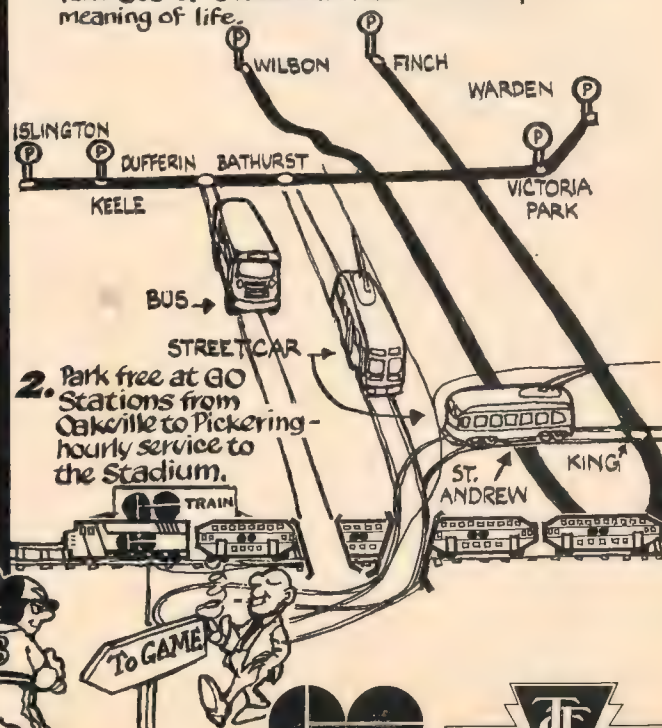 meaning of life.
P
P
WILSON
FINCH
WARDEN
P
ISLINGTON
P
P
P
DUFFERIN
BATHURST
KEELE
VICTORIA
PARK
BUS
STREETCAR
2. Park free at GO
Stations from
Oakville to Pickering -
hourly service to
the Stadium.
ST.
ANDREW
KING
TRAIN
TO GAME
TTC